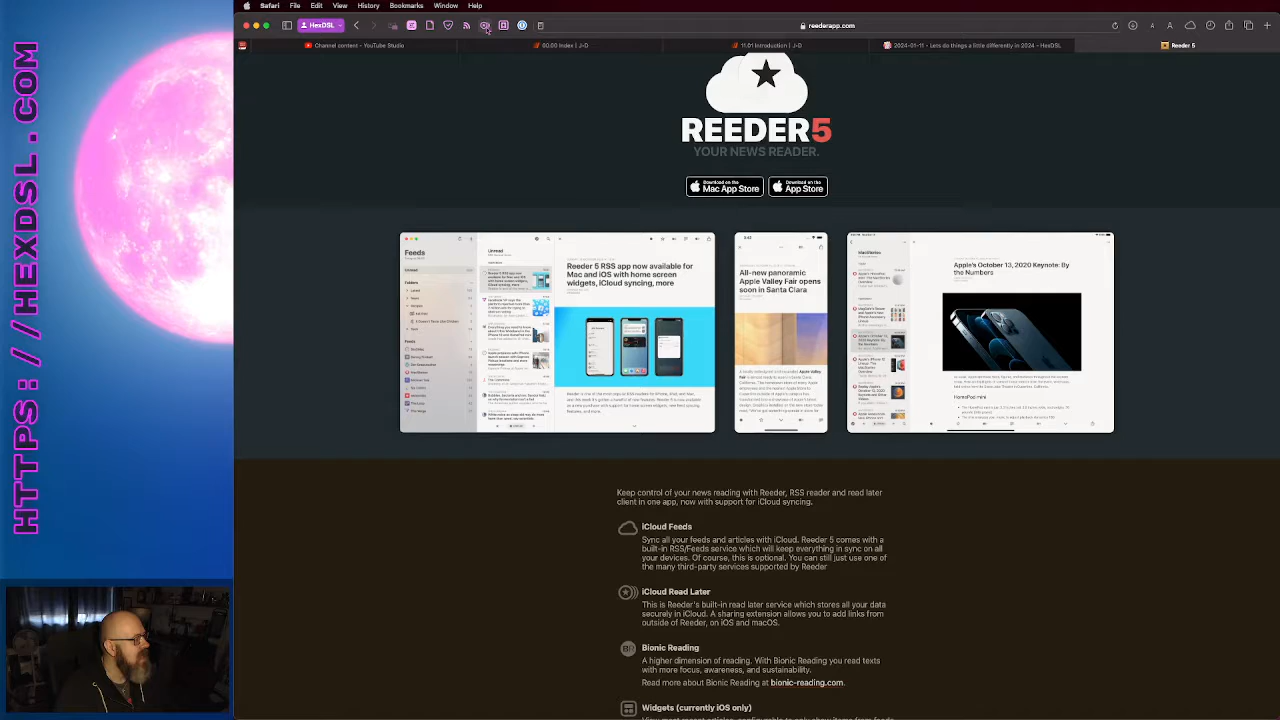 Safari File Edit View History Bookmarks Window Help
HexDSL
reederapp.com
Channel content - YouTube Studio
00.00 Index | J•D
11.01 Introduction | J•D
2024-01-11 - Lets do things a little differently in 2024 - HexDSL
Reeder 5
HTTPS://HEXDSL.COM
REEDER5
YOUR NEWS READER.
Download on the
Mac App Store
Download on the
App Store
Feeds
Unread
Reeder 5 RSS app now available for
Mac and iOS with home screen
widgets, iCloud syncing, more
All-new panoramic
Apple Valley Fair opens
soon in Santa Clara
Apple's October 13, 2020 Keynote: By
the Numbers
HomePod mini
Keep control of your news reading with Reeder, RSS reader and read later
client in one app, now with support for iCloud syncing.
iCloud Feeds
Sync all your feeds and articles with iCloud. Reeder 5 comes with a
built-in RSS/Feeds service which will keep everything in sync on all
your devices. Of course, this is optional. You can still just use one of
the many third-party services supported by Reeder
iCloud Read Later
This is Reeder's built-in read later service which stores all your data
securely in iCloud. A sharing extension allows you to add links from
outside of Reeder, on iOS and macOS.
BR
Bionic Reading
A higher dimension of reading. With Bionic Reading you read texts
with more focus, awareness, and sustainability.
Read more about Bionic Reading at bionic-reading.com.
Widgets (currently iOS only)